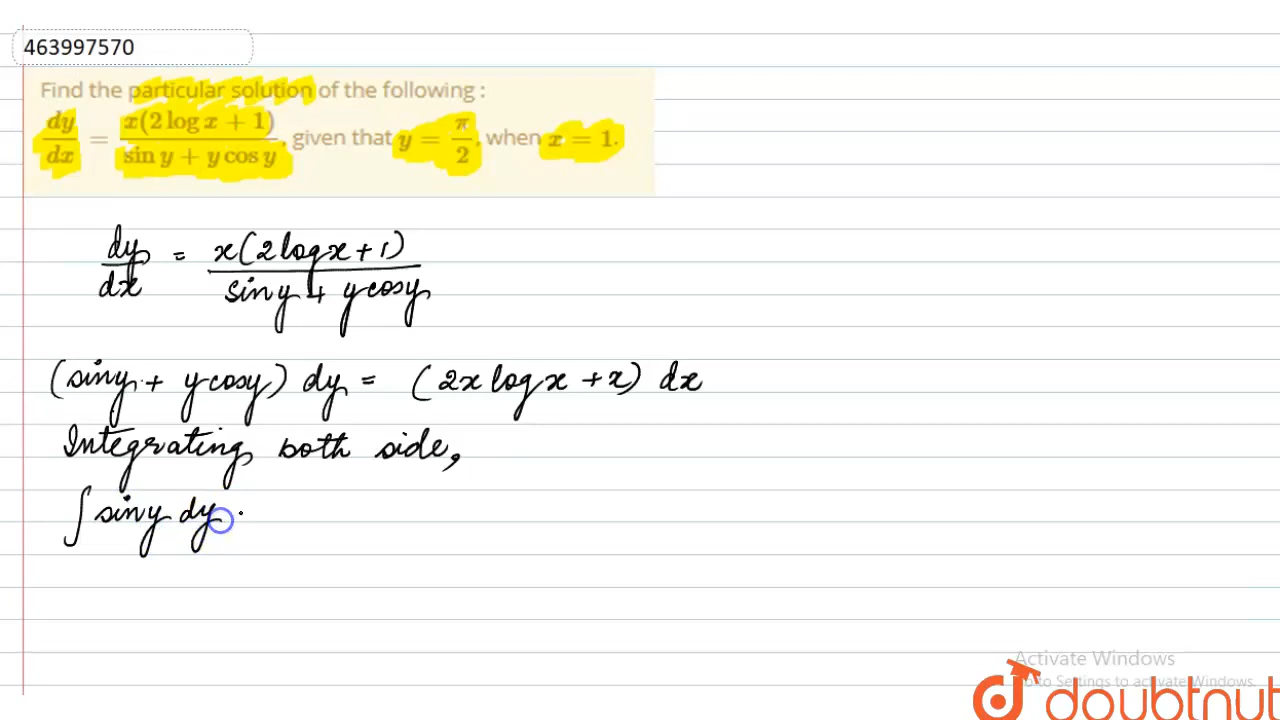 463997570
Find the particular solution of the following :
dy/dx = x(2 log x + 1)/(sin y + y cos y), given that y = π/2, when x = 1.
dy/dx = x(2logx+1)/(siny + ycosy)
(siny + ycosy) dy = (2x logx + x) dx
Integrating both side,
∫ siny dy
Activate Windows
to Settings to activate Windows.
doubtnut